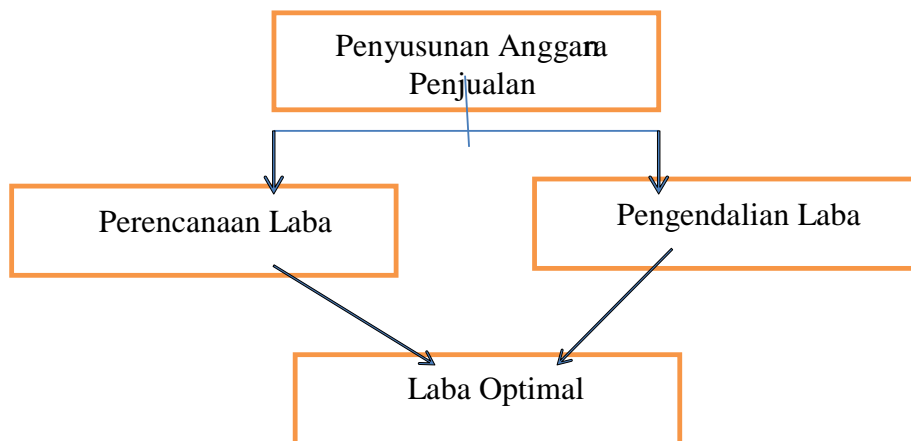 Penyusunan Anggaran
Penjualan
Perencanaan Laba
Pengendalian Laba
Laba Optimal